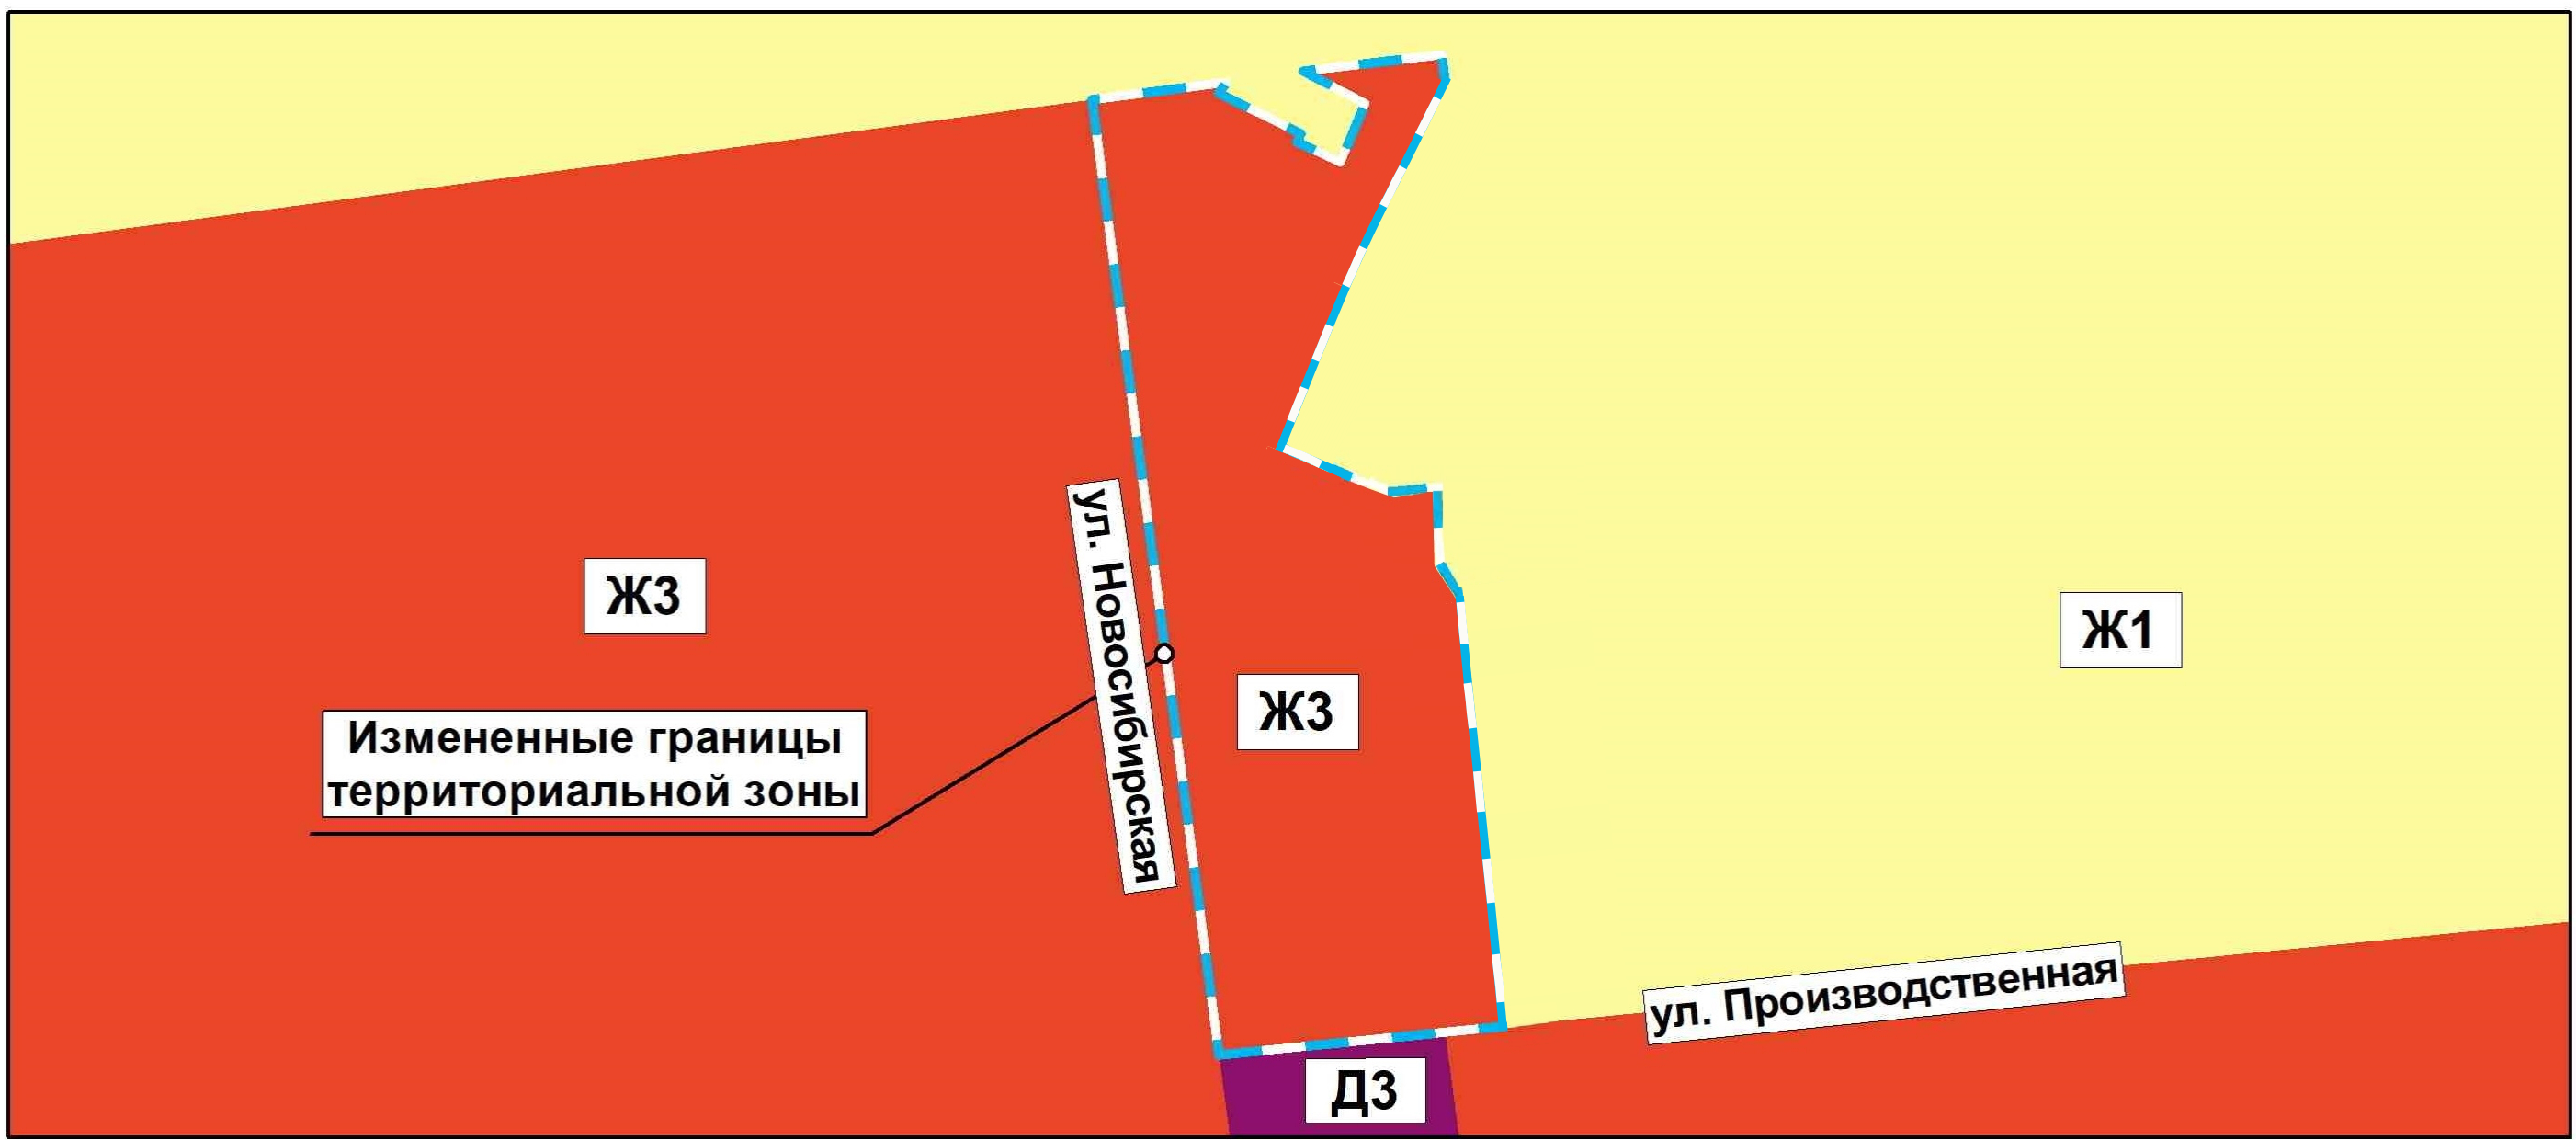 ул. Новосибирская
Ж3
Ж1
Ж3
Измененные границы
территориальной зоны
ул. Производственная
Д3